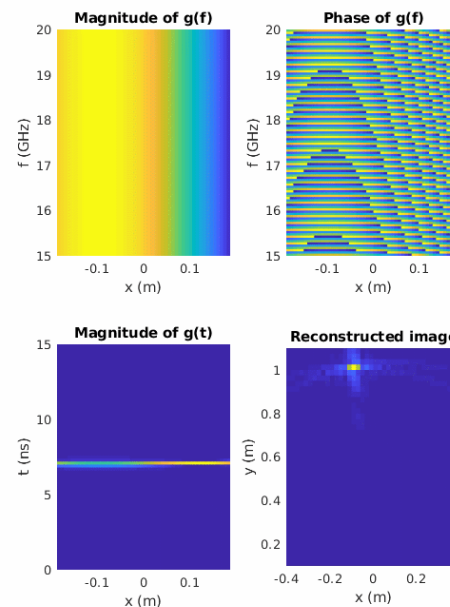 Magnitude of g(f)
20
19
18
17
16
15
f (GHz)
-0.1 0 0.1
x (m)
Phase of g(f)
20
19
18
17
16
15
f (GHz)
-0.1 0 0.1
x (m)
Magnitude of g(t)
15
10
5
0
t (ns)
-0.1 0 0.1
x (m)
Reconstructed image
1
0.8
0.6
0.4
0.2
y (m)
-0.4 -0.2 0 0.2
x (m)